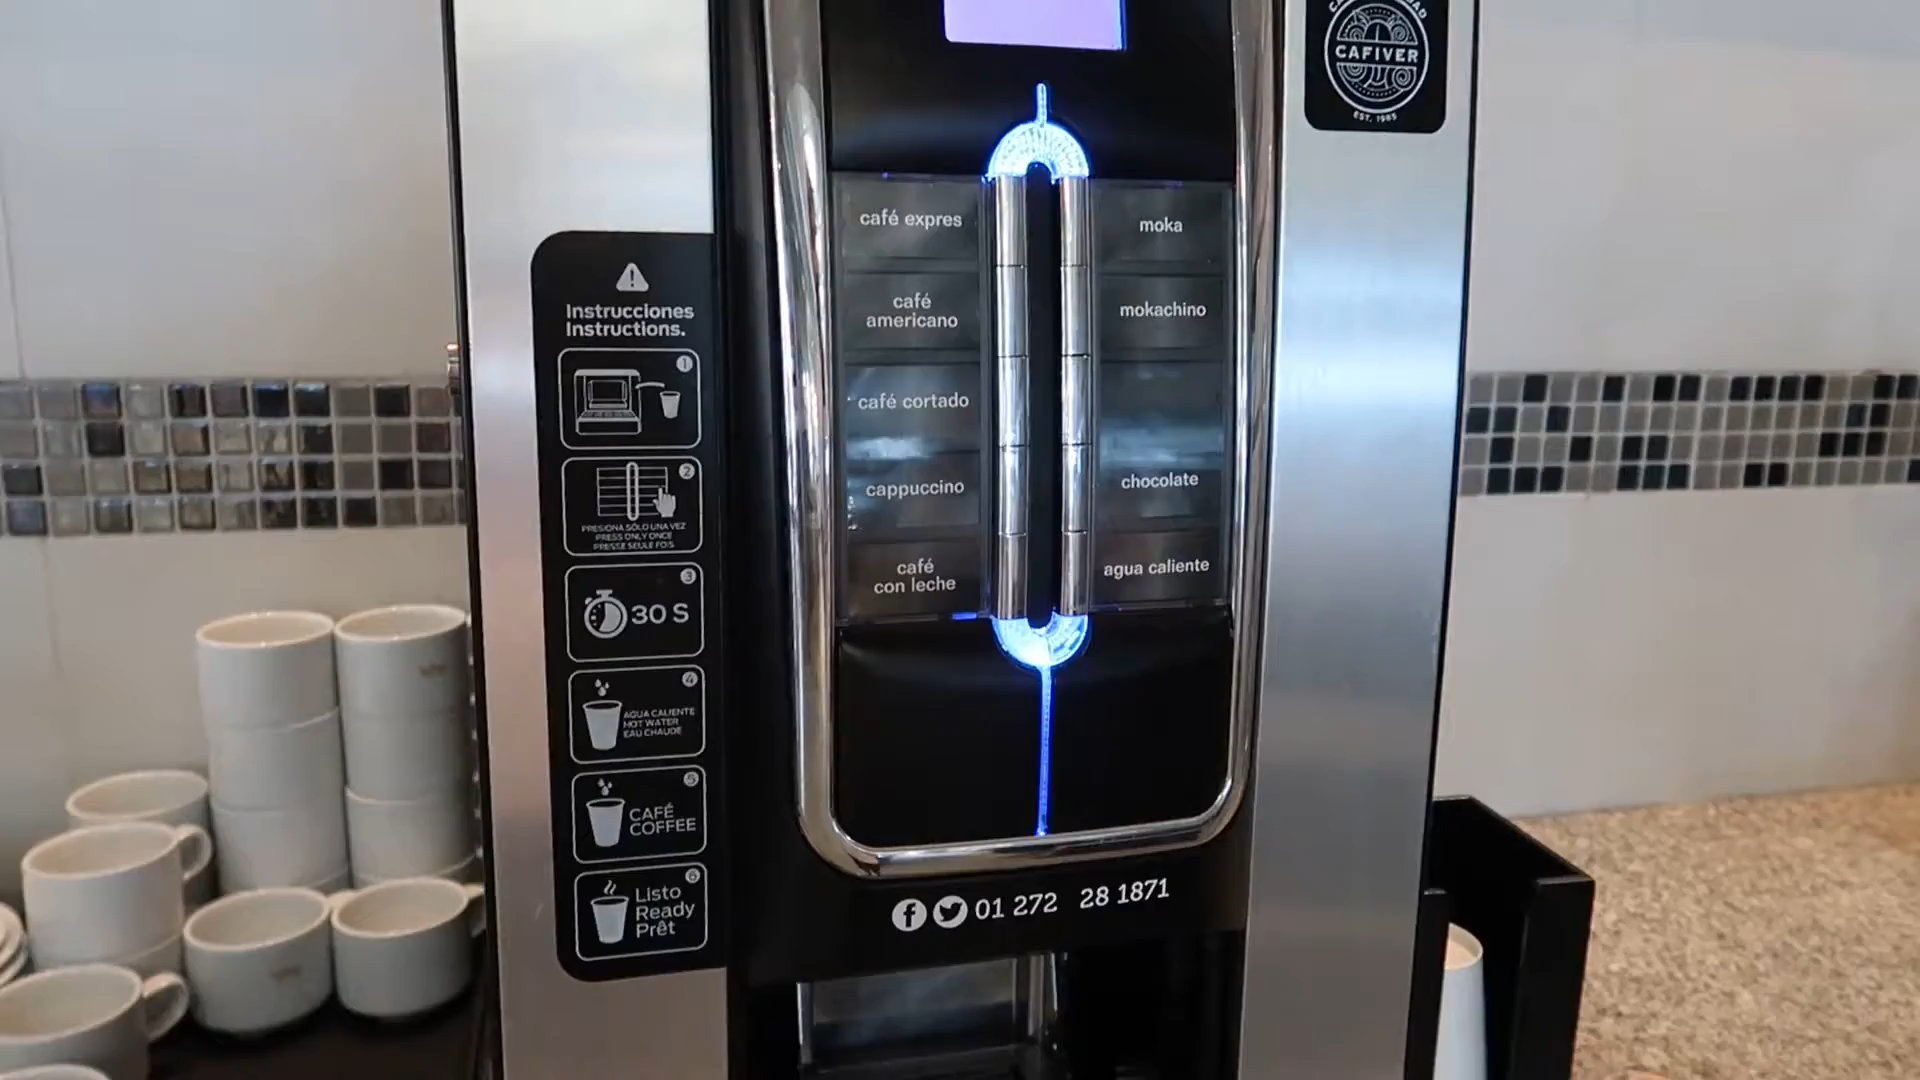 CAFIVER
EST. 1985
café expres
café
americano
café cortado
cappuccino
café
con leche
moka
mokachino
chocolate
agua caliente
Instrucciones
Instructions.
1
2
PRESIONA SÓLO UNA VEZ
PRESS ONLY ONCE
PRESSE SEULE FOIS
3
30 S
4
AGUA CALIENTE
HOT WATER
EAU CHAUDE
5
CAFÉ
COFFEE
6
Listo
Ready
Prêt
01 272 28 1871